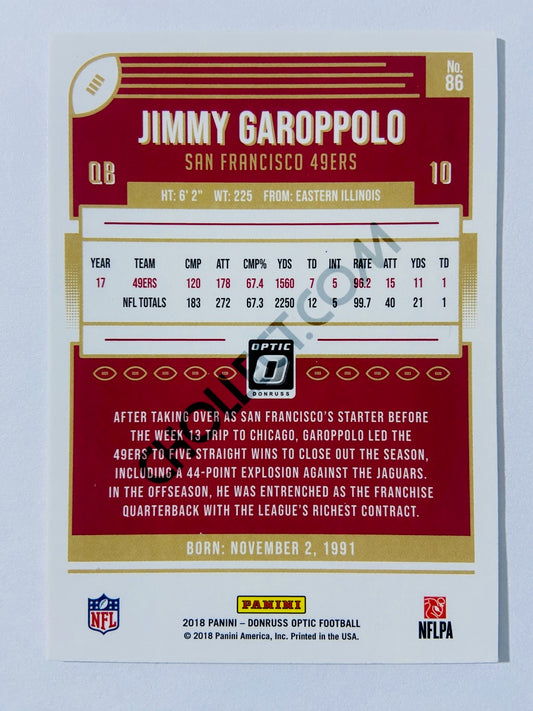 No.
86
JIMMY GAROPPOLO
SAN FRANCISCO 49ERS
QB
10
HT: 6' 2" WT: 225 FROM: EASTERN ILLINOIS
YEAR TEAM CMP ATT CMP% YDS TD INT RATE ATT YDS TD
17 49ERS 120 178 67.4 1560 7 5 96.2 15 11 1
NFL TOTALS 183 272 67.3 2250 12 5 99.7 40 21 1
OPTIC
DONRUSS
AFTER TAKING OVER AS SAN FRANCISCO'S STARTER BEFORE
THE WEEK 13 TRIP TO CHICAGO, GAROPPOLO LED THE
49ERS TO FIVE STRAIGHT WINS TO CLOSE OUT THE SEASON,
INCLUDING A 44-POINT EXPLOSION AGAINST THE JAGUARS.
IN THE OFFSEASON, HE WAS ENTRENCHED AS THE FRANCHISE
QUARTERBACK WITH THE LEAGUE'S RICHEST CONTRACT.
BORN: NOVEMBER 2, 1991
NFL
PANINI
NFLPA
2018 PANINI – DONRUSS OPTIC FOOTBALL
© 2018 Panini America, Inc. Printed in the USA.